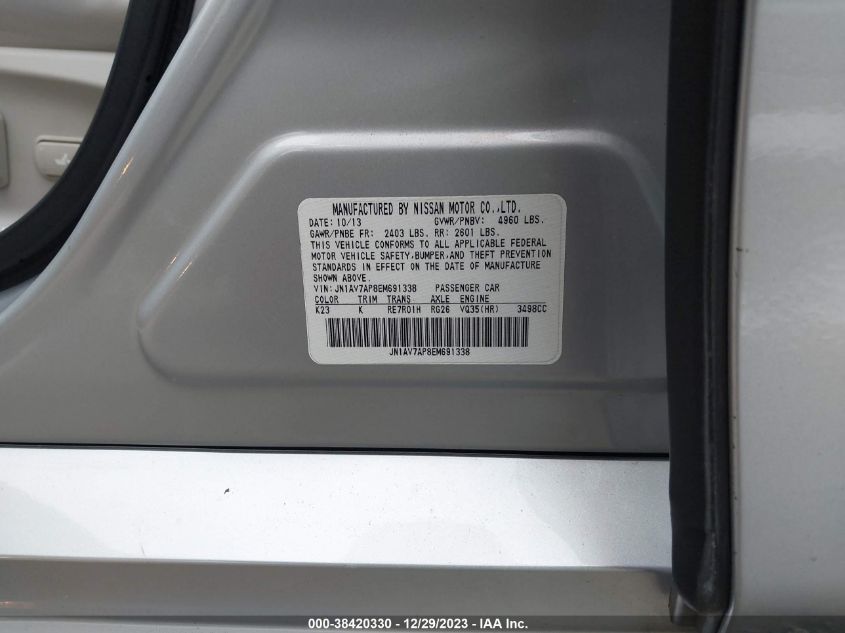 MANUFACTURED BY NISSAN MOTOR CO.,LTD.
DATE: 10/13 GVWR/PNBV: 4960 LBS.
GAWR/PNBE FR: 2403 LBS. RR: 2601 LBS.
THIS VEHICLE CONFORMS TO ALL APPLICABLE FEDERAL
MOTOR VEHICLE SAFETY,BUMPER,AND THEFT PREVENTION
STANDARDS IN EFFECT ON THE DATE OF MANUFACTURE
SHOWN ABOVE.
VIN: JN1AV7AP8EM691338 PASSENGER CAR
COLOR TRIM TRANS AXLE ENGINE
K23 K RE7R01H RG26 VQ35(HR) 3498CC
JN1AV7AP8EM691338
000-38420330 - 12/29/2023 - IAA Inc.